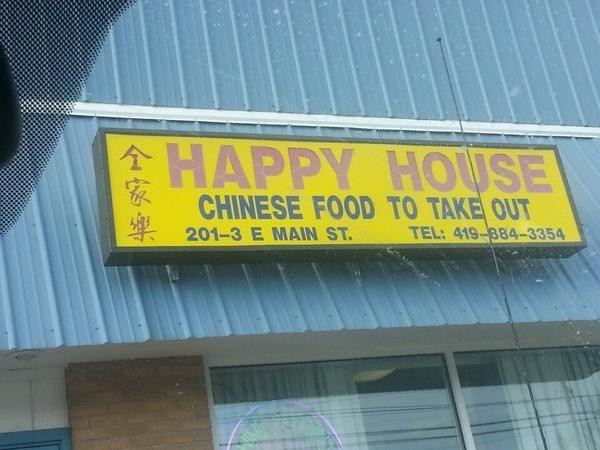 全家樂
HAPPY HOUSE
CHINESE FOOD TO TAKE OUT
201-3 E MAIN ST. TEL: 419-884-3354